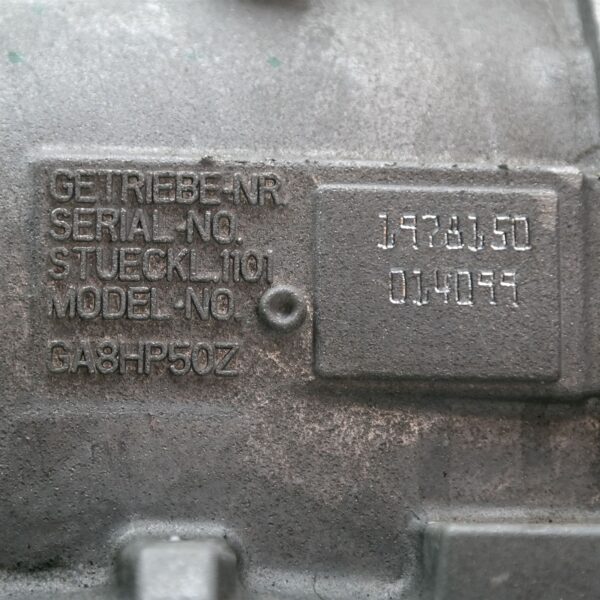 GETRIEBE-NR.
SERIAL-NO. 1978150
STUECKL.1101
MODEL-NO. 014099
GA8HP50Z